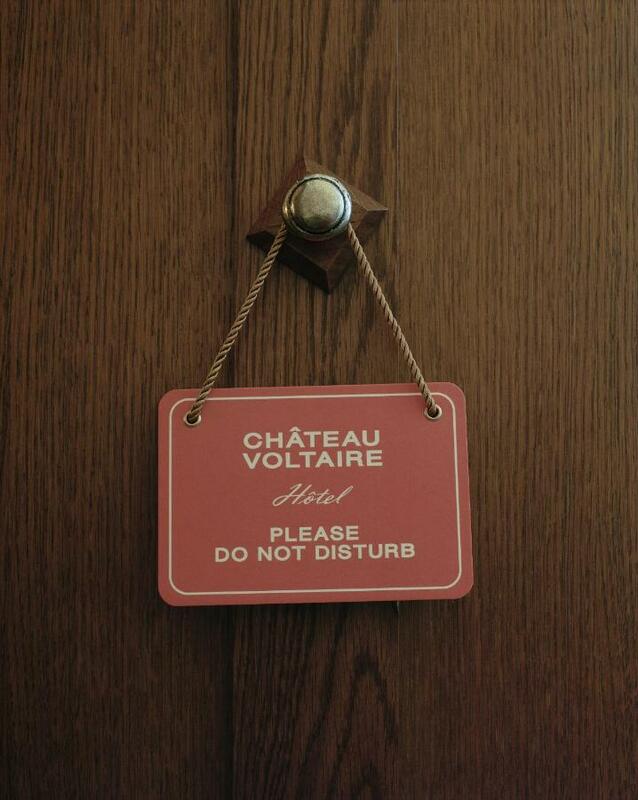 CHÂTEAU
VOLTAIRE
Hôtel
PLEASE
DO NOT DISTURB